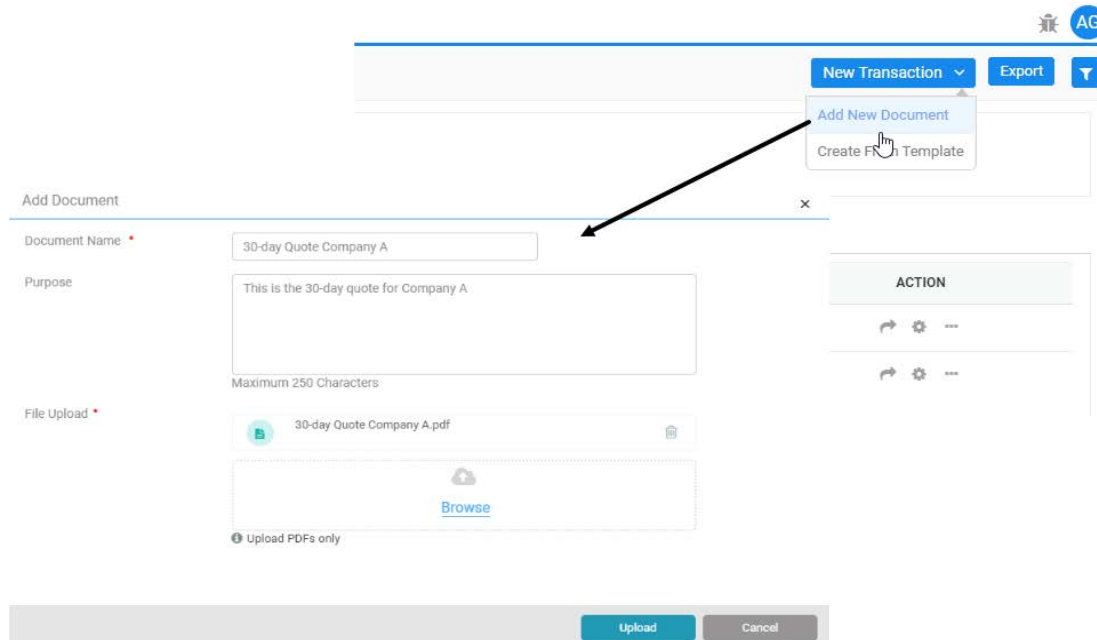 AG
New Transaction
Export
Add New Document
Create F
Template
Add Document
Document Name *
30-day Quote Company A
Purpose
This is the 30-day quote for Company A
Maximum 250 Characters
ACTION
File Upload *
30-day Quote Company A.pdf
Browse
Upload PDFs only
Upload
Cancel